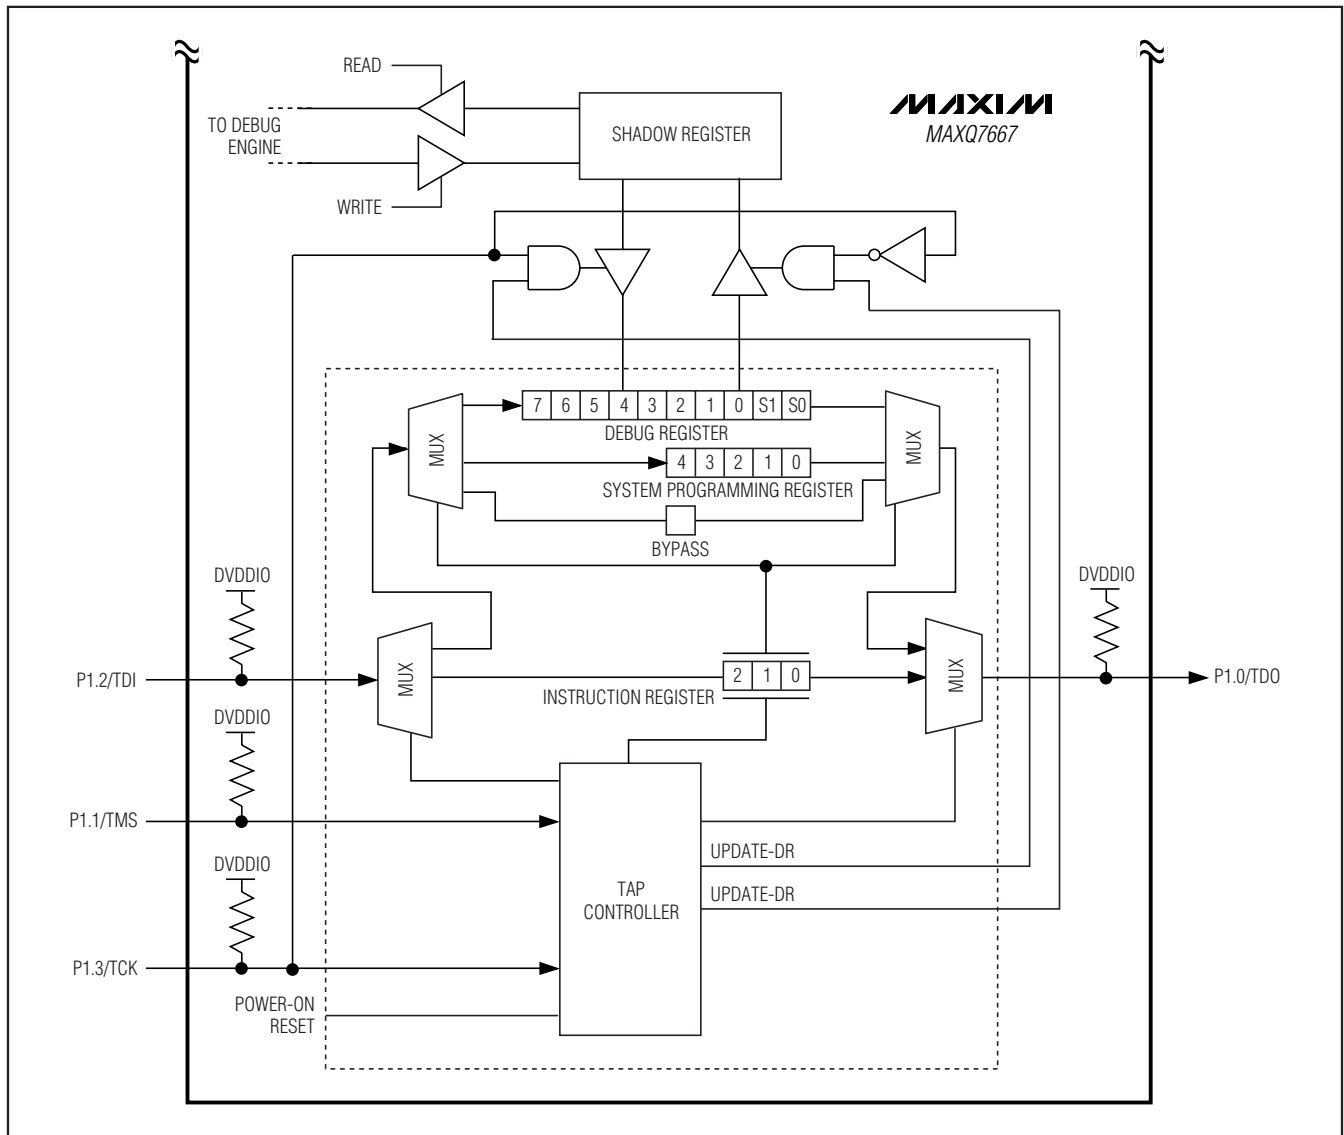 READ
TO DEBUG
ENGINE
WRITE
SHADOW REGISTER
MAXIM
MAXQ7667
MUX
7 6 5 4 3 2 1 0 S1 S0
DEBUG REGISTER
MUX
4 3 2 1 0
SYSTEM PROGRAMMING REGISTER
BYPASS
DVDDIO
DVDDIO
P1.2/TDI
MUX
2 1 0
INSTRUCTION REGISTER
MUX
P1.0/TDO
DVDDIO
P1.1/TMS
UPDATE-DR
DVDDIO
TAP
CONTROLLER
UPDATE-DR
P1.3/TCK
POWER-ON
RESET